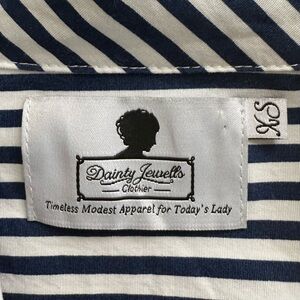 Dainty Jewell's
Clothier
Timeless Modest Apparel for Today's Lady
XS